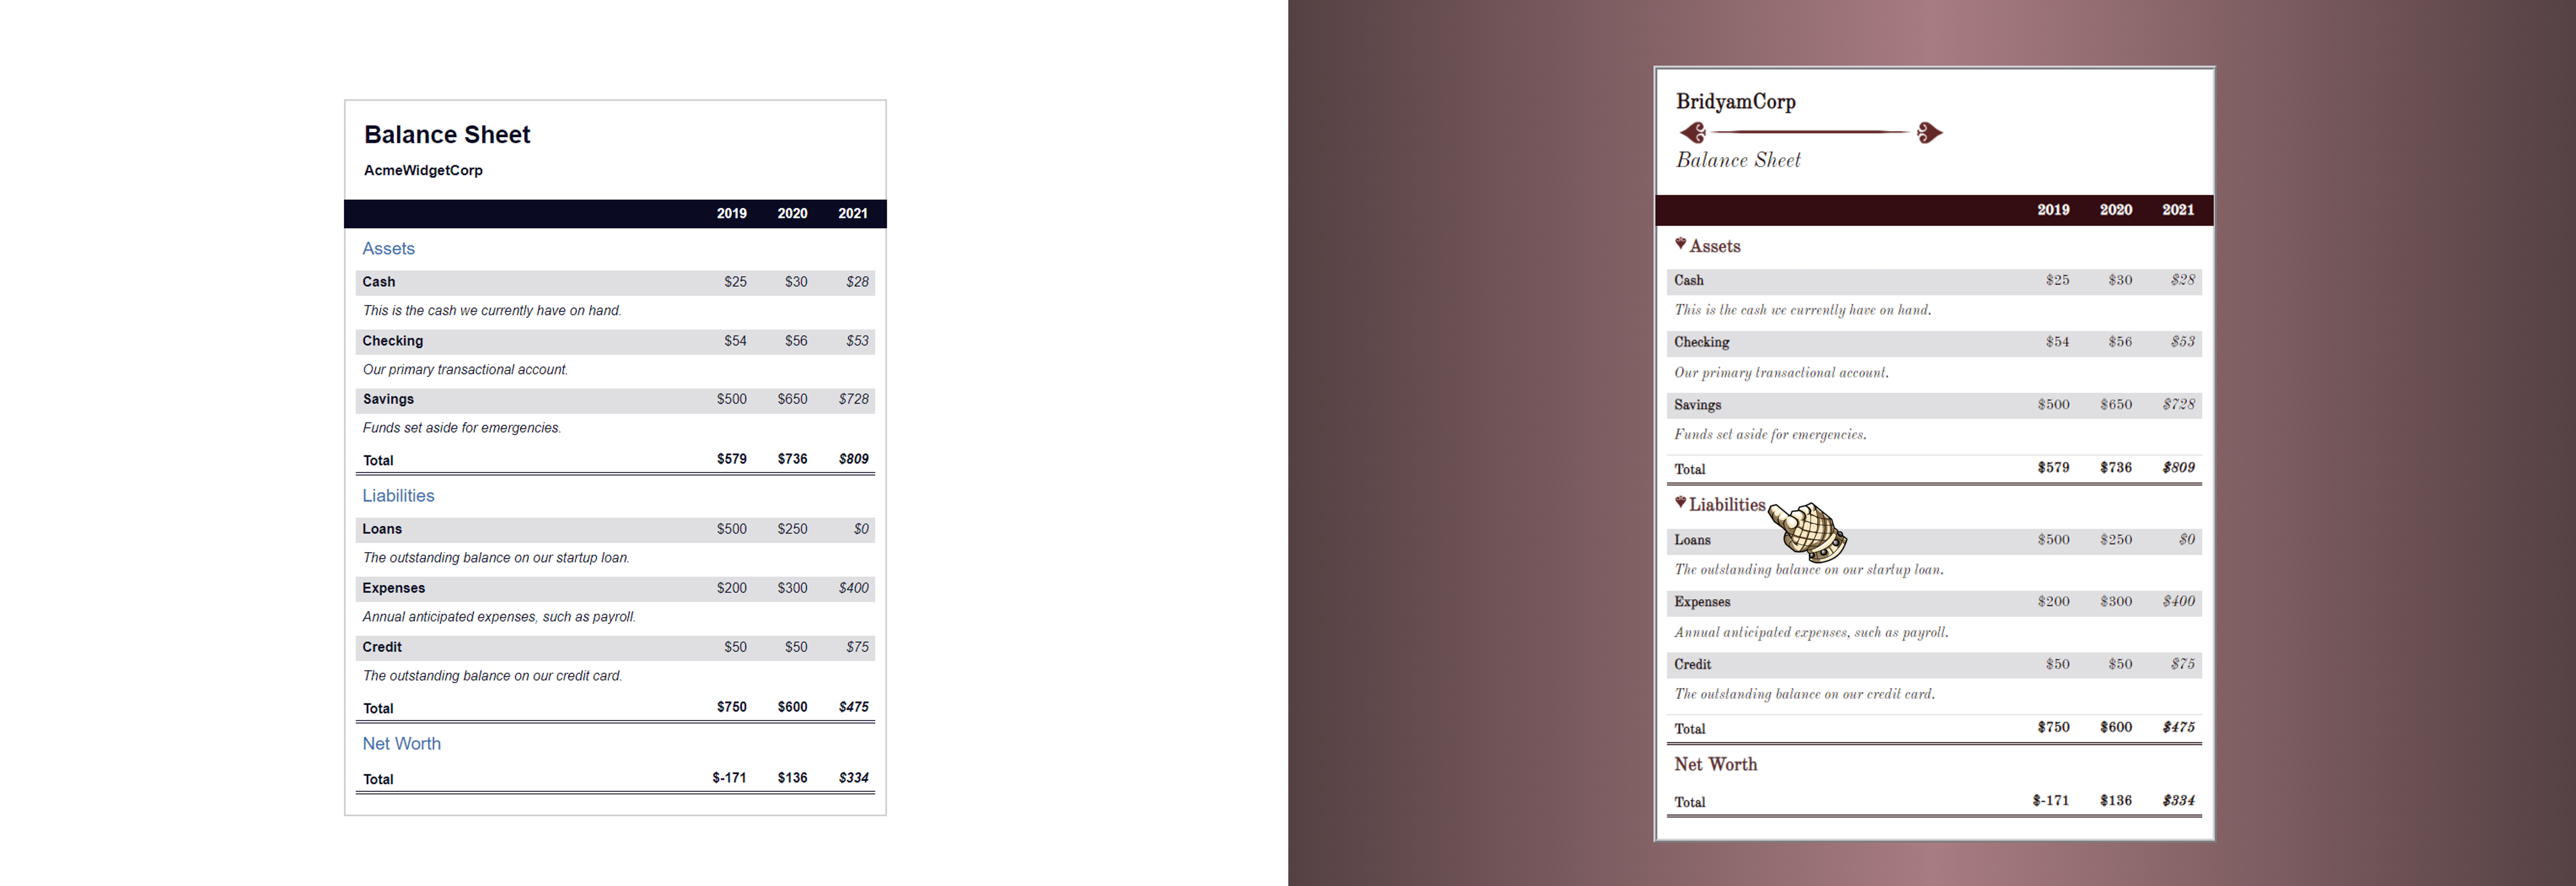 Balance Sheet
AcmeWidgetCorp
2019 2020 2021
Assets
Cash $25 $30 $28
This is the cash we currently have on hand.
Checking $54 $56 $53
Our primary transactional account.
Savings $500 $650 $728
Funds set aside for emergencies.
Total $579 $736 $809
Liabilities
Loans $500 $250 $0
The outstanding balance on our startup loan.
Expenses $200 $300 $400
Annual anticipated expenses, such as payroll.
Credit $50 $50 $75
The outstanding balance on our credit card.
Total $750 $600 $475
Net Worth
Total $-171 $136 $334
BridyamCorp
Balance Sheet
2019 2020 2021
Assets
Cash $25 $30 $28
This is the cash we currently have on hand.
Checking $54 $56 $53
Our primary transactional account.
Savings $500 $650 $728
Funds set aside for emergencies.
Total $579 $736 $809
Liabilities
Loans $500 $250 $0
The outstanding balance on our startup loan.
Expenses $200 $300 $400
Annual anticipated expenses, such as payroll.
Credit $50 $50 $75
The outstanding balance on our credit card.
Total $750 $600 $475
Net Worth
Total $-171 $136 $334